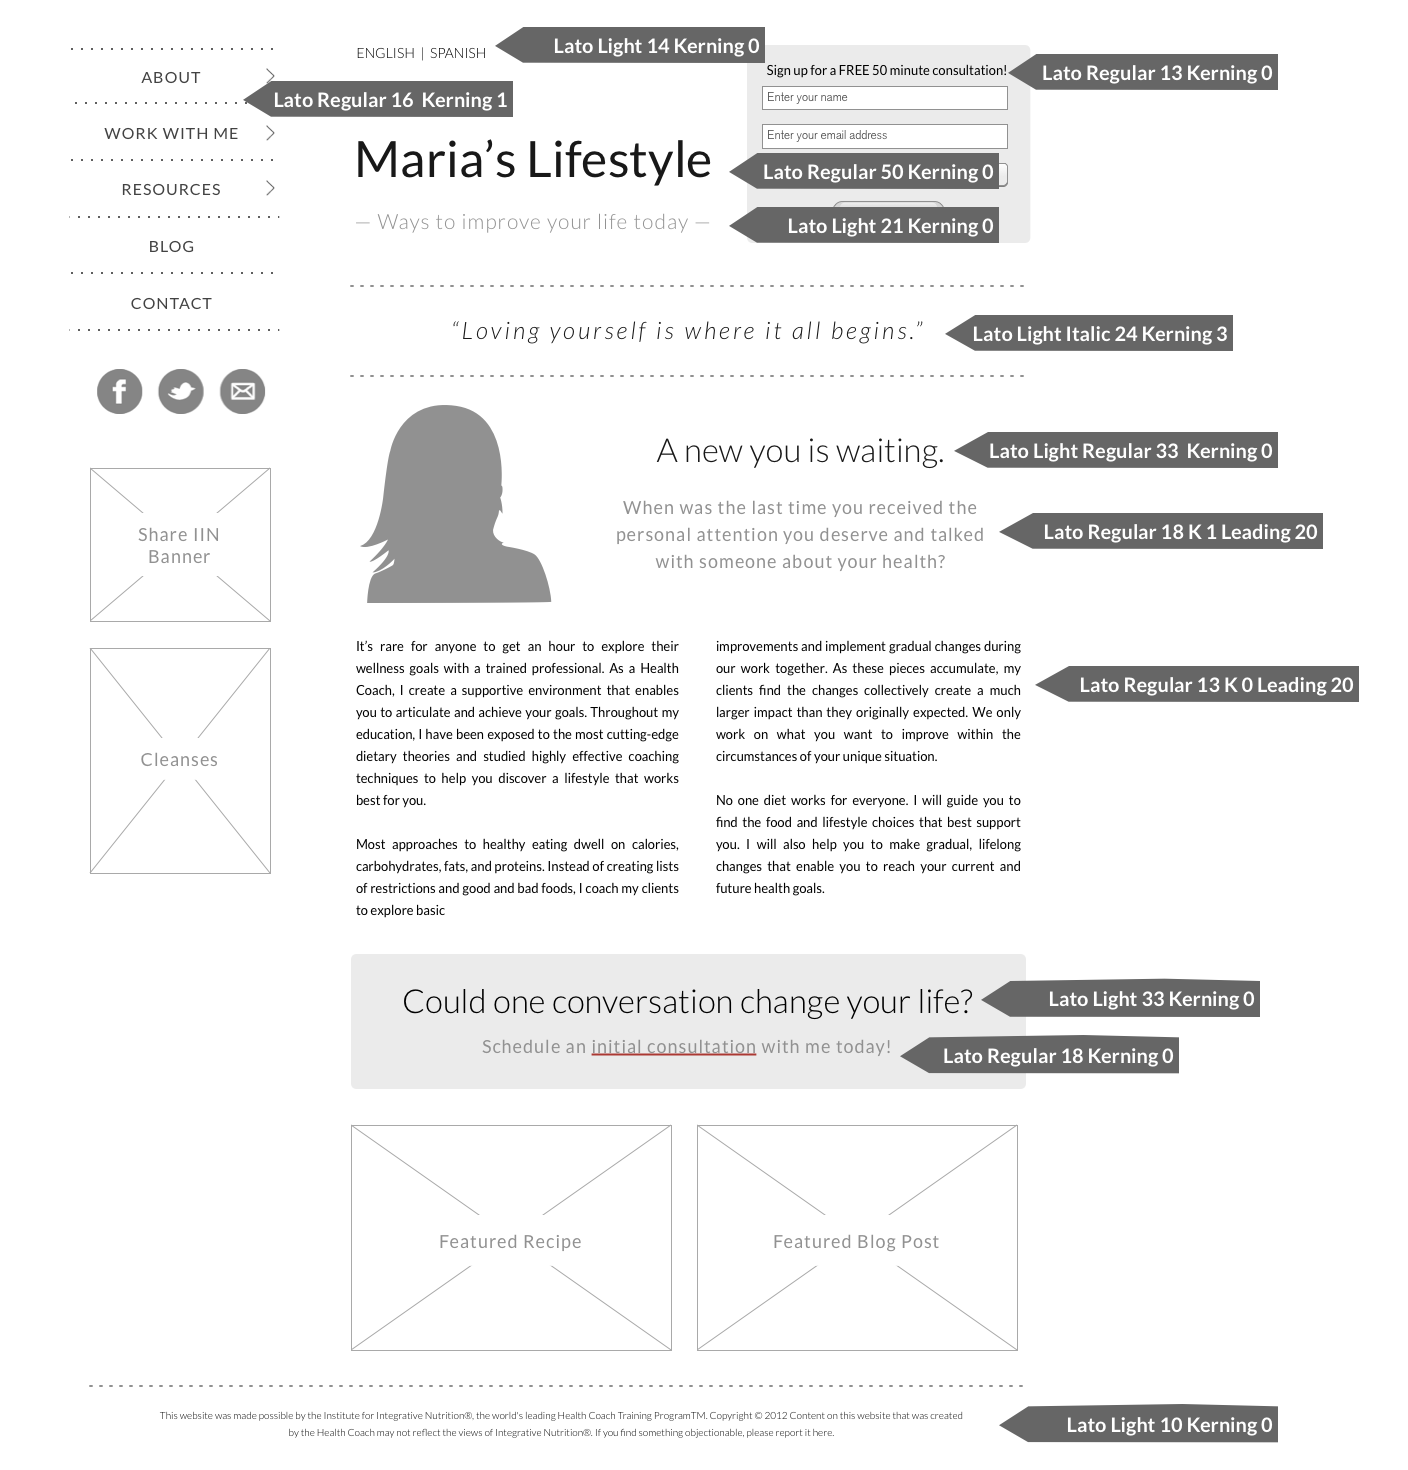 ABOUT
WORK WITH ME
RESOURCES
BLOG
CONTACT
Lato Regular 16 Kerning 1
Share IIN
Banner
Cleanses
ENGLISH | SPANISH
Lato Light 14 Kerning 0
Sign up for a FREE 50 minute consultation!
Lato Regular 13 Kerning 0
Enter your name
Enter your email address
Maria’s Lifestyle
Lato Regular 50 Kerning 0
— Ways to improve your life today —
Lato Light 21 Kerning 0
“Loving yourself is where it all begins.”
Lato Light Italic 24 Kerning 3
A new you is waiting.
Lato Light Regular 33 Kerning 0
When was the last time you received the
personal attention you deserve and talked
with someone about your health?
Lato Regular 18 K 1 Leading 20
It’s rare for anyone to get an hour to explore their
wellness goals with a trained professional. As a Health
Coach, I create a supportive environment that enables
you to articulate and achieve your goals. Throughout my
education, I have been exposed to the most cutting-edge
dietary theories and studied highly effective coaching
techniques to help you discover a lifestyle that works
best for you.
Most approaches to healthy eating dwell on calories,
carbohydrates, fats, and proteins. Instead of creating lists
of restrictions and good and bad foods, I coach my clients
to explore basic
improvements and implement gradual changes during
our work together. As these pieces accumulate, my
clients find the changes collectively create a much
larger impact than they originally expected. We only
work on what you want to improve within the
circumstances of your unique situation.
No one diet works for everyone. I will guide you to
find the food and lifestyle choices that best support
you. I will also help you to make gradual, lifelong
changes that enable you to reach your current and
future health goals.
Lato Regular 13 K 0 Leading 20
Could one conversation change your life?
Lato Light 33 Kerning 0
Schedule an initial consultation with me today!
Lato Regular 18 Kerning 0
Featured Recipe
Featured Blog Post
This website was made possible by the Institute for Integrative Nutrition®, the world's leading Health Coach Training ProgramTM. Copyright © 2012 Content on this website that was created
by the Health Coach may not reflect the views of Integrative Nutrition®. If you find something objectionable, please report it here.
Lato Light 10 Kerning 0